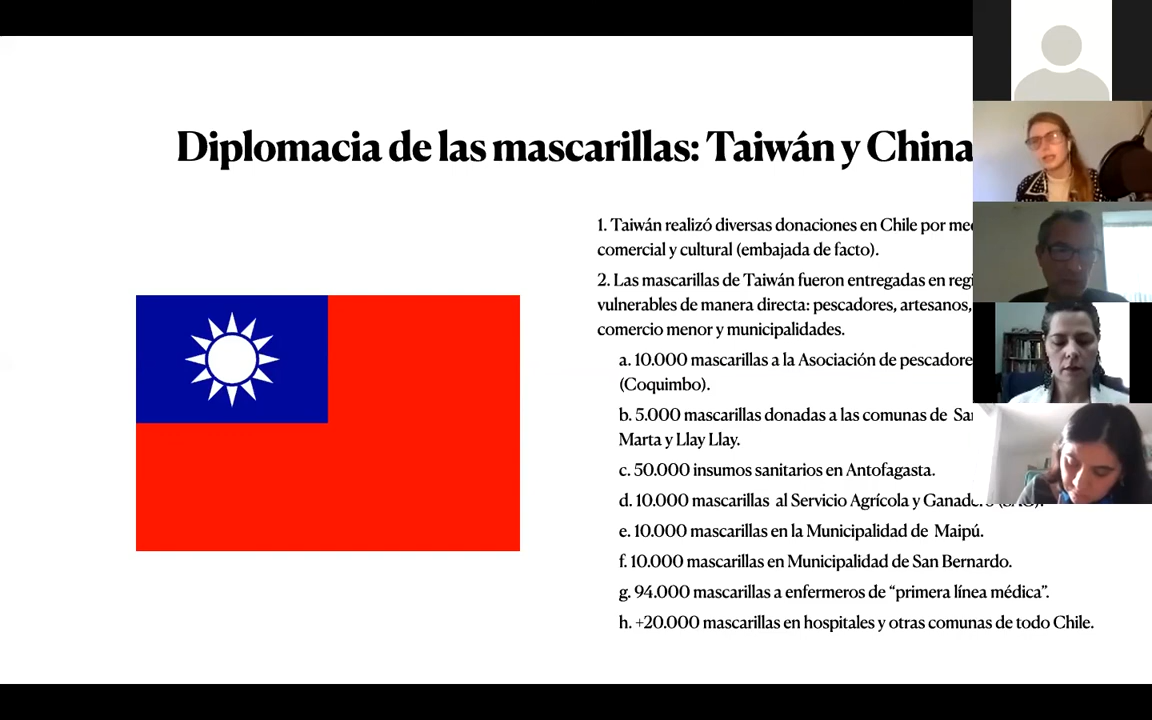 Diplomacia de las mascarillas: Taiwán y China
1. Taiwán realizó diversas donaciones en Chile por
comercial y cultural (embajada de facto).
2. Las mascarillas de Taiwán fueron entregadas en
vulnerables de manera directa: pescadores, artesanos,
comercio menor y municipalidades.
a. 10.000 mascarillas a la Asociación de
(Coquimbo).
b. 5.000 mascarillas donadas a las comunas de
Marta y Llay Llay.
c. 50.000 insumos sanitarios en Antofagasta.
d. 10.000 mascarillas al Servicio Agrícola y
e. 10.000 mascarillas en la Municipalidad de Maipú.
f. 10.000 mascarillas en Municipalidad de San Bernardo.
g. 94.000 mascarillas a enfermeros de “primera línea médica”.
h. +20.000 mascarillas en hospitales y otras comunas de todo Chile.